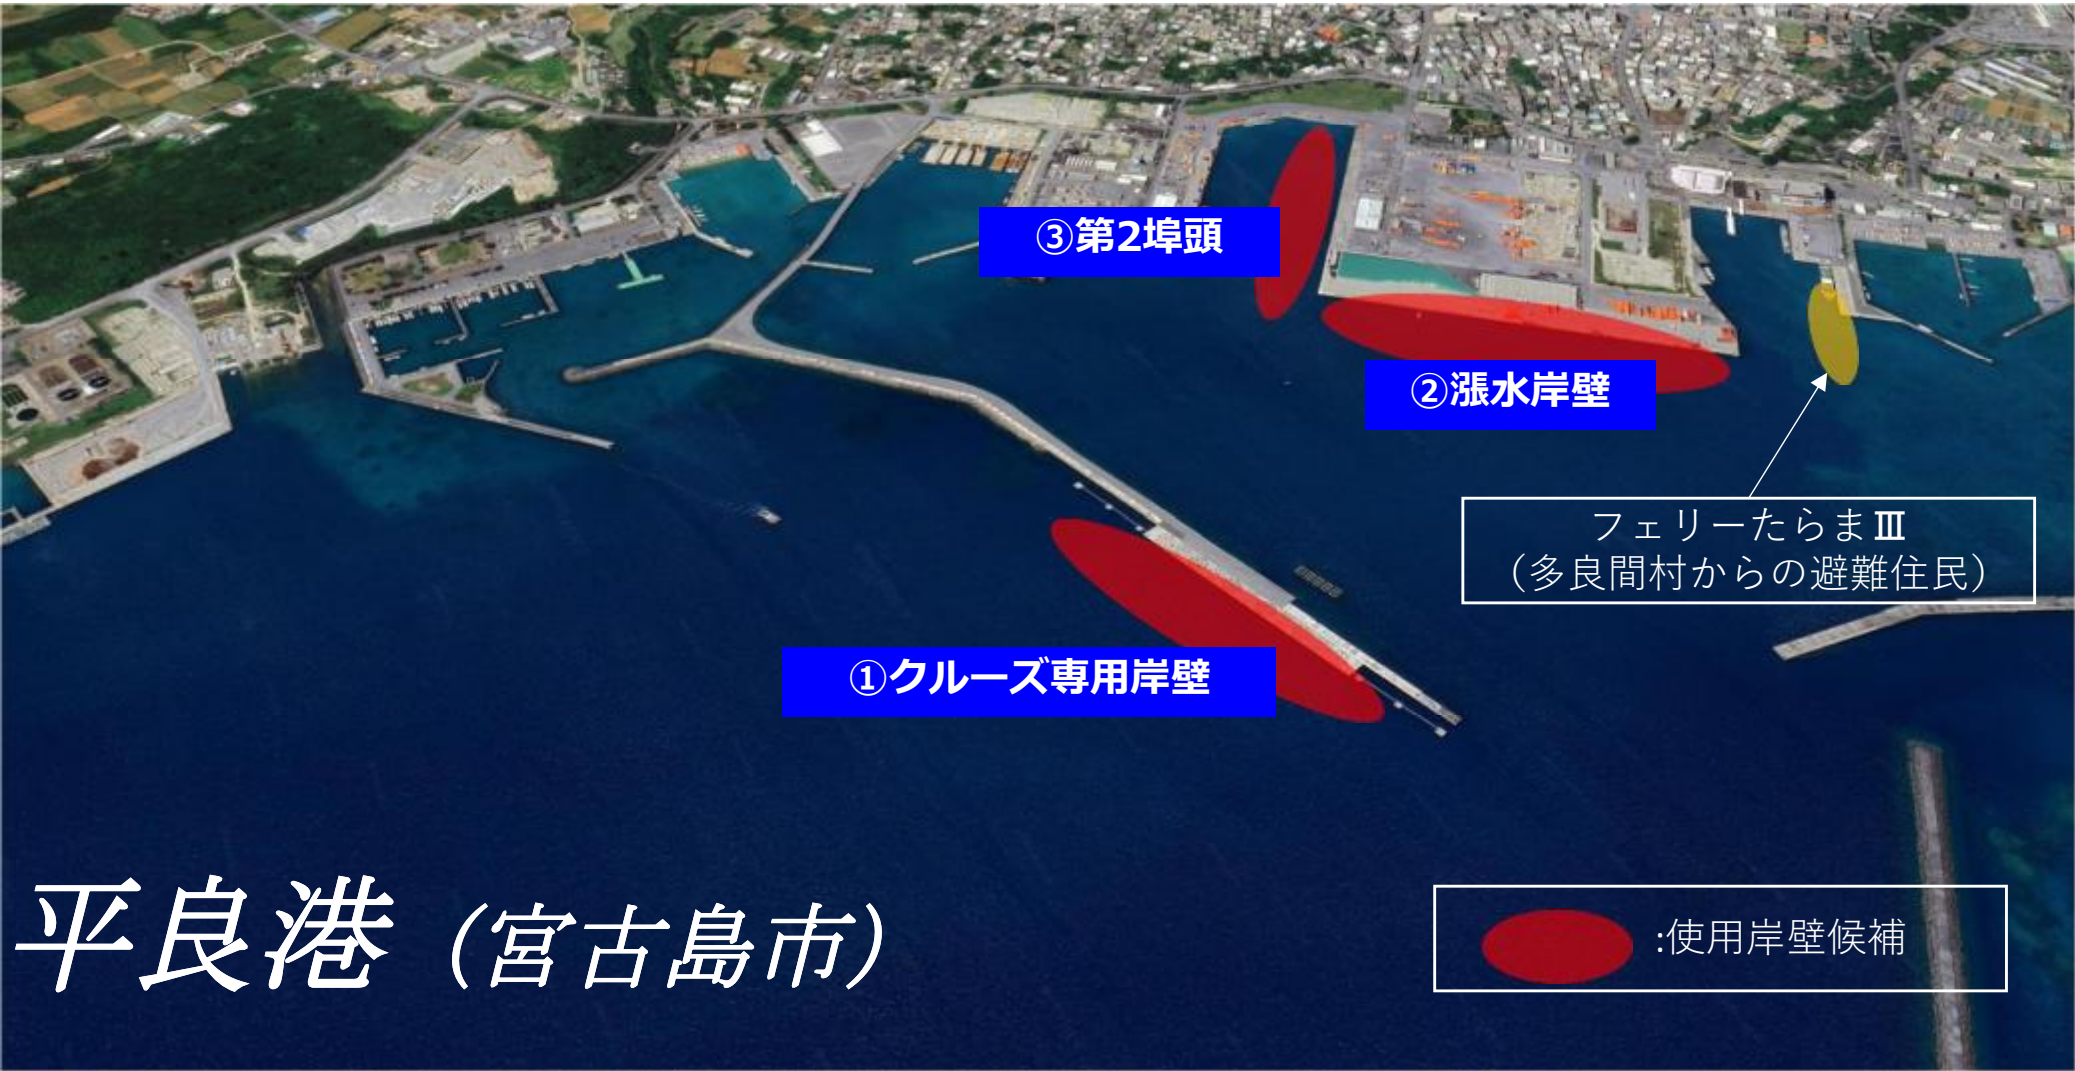 ③第2埠頭
②漲水岸壁
フェリーたらまⅢ
（多良間村からの避難住民）
①クルーズ専用岸壁
平良港（宮古島市）
:使用岸壁候補